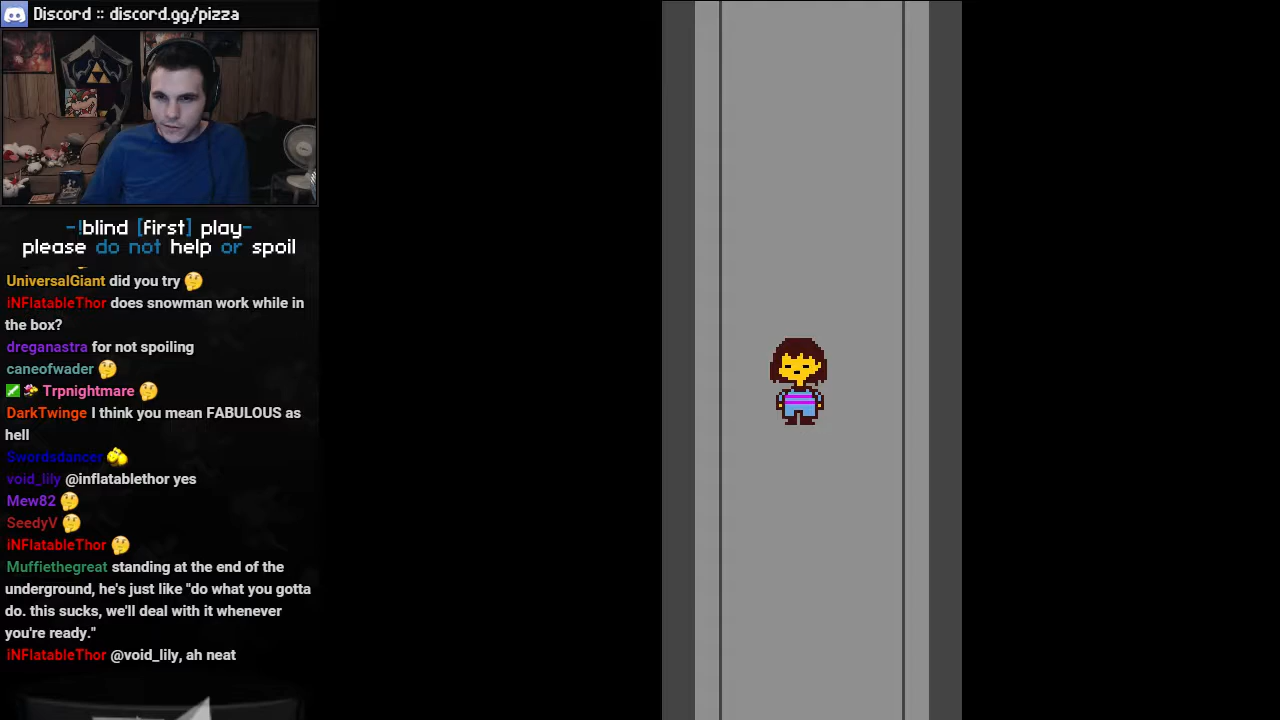 Discord :: discord.gg/pizza
-!blind [first] play-
please do not help or spoil
UniversalGiant did you try 🤔
iNFlatableThor does snowman work while in
the box?
dreganastra for not spoiling
caneofwader 🤔
Trpnightmare 🤔
DarkTwinge I think you mean FABULOUS as
hell
Swordsdancer
void_lily @inflatablethor yes
Mew82 🤔
SeedyV 🤔
iNFlatableThor 🤔
Muffiethegreat standing at the end of the
underground, he's just like "do what you gotta
do. this sucks, we'll deal with it whenever
you're ready."
iNFlatableThor @void_lily, ah neat